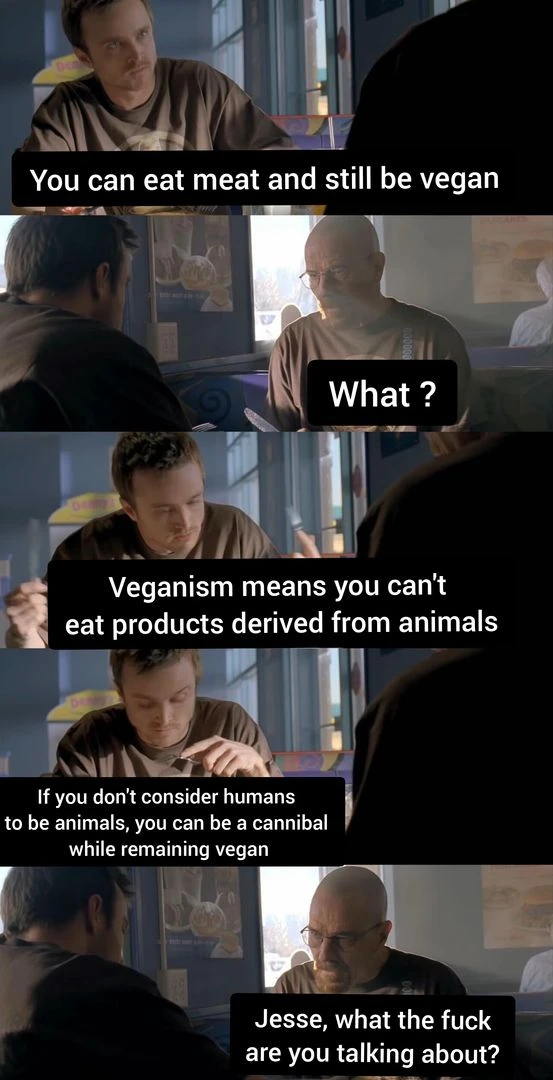 Denny's
You can eat meat and still be vegan
What ?
Denny's
Veganism means you can't
eat products derived from animals
If you don't consider humans
to be animals, you can be a cannibal
while remaining vegan
Jesse, what the fuck
are you talking about?